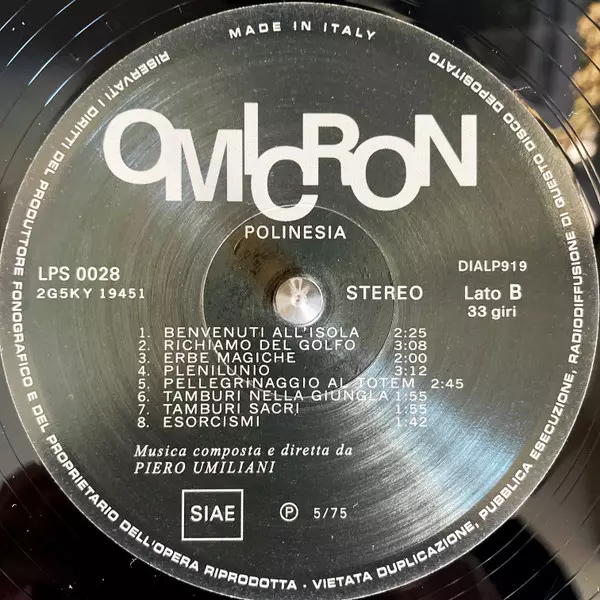 MADE IN ITALY
RISERVATI I DIRITTI DEL PRODUTTORE FONOGRAFICO E DEL PROPRIETARIO DELL'OPERA RIPRODOTTA - VIETATA DUPLICAZIONE, PUBBLICA ESECUZIONE, RADIODIFFUSIONE DI QUESTO DISCO DEPOSITATO
OMICRON
POLINESIA
LPS 0028
2G5KY 19451
STEREO
DIALP919
Lato B
33 giri
1. BENVENUTI ALL'ISOLA 2:25
2. RICHIAMO DEL GOLFO 3:08
3. ERBE MAGICHE 2:00
4. PLENILUNIO 3:12
5. PELLEGRINAGGIO AL TOTEM 2:45
6. TAMBURI NELLA GIUNGLA 1:55
7. TAMBURI SACRI 1:55
8. ESORCISMI 1:42
Musica composta e diretta da
PIERO UMILIANI
SIAE
Ⓟ 5/75